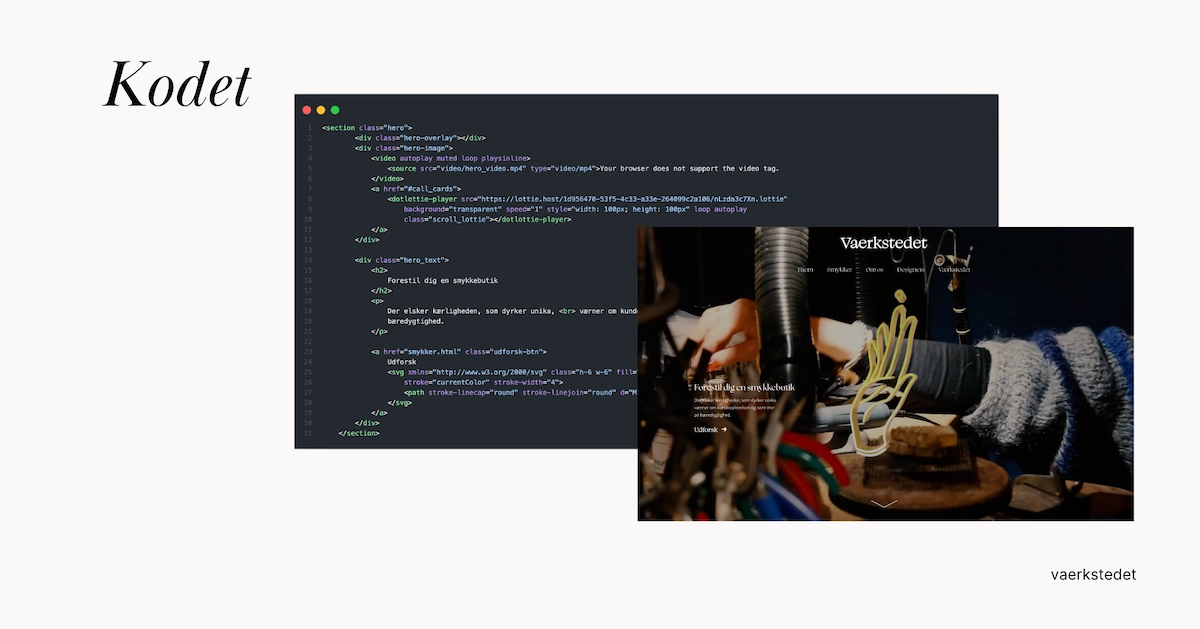 Kodet
1 <section class="hero">
2 <div class="hero-overlay"></div>
3 <div class="hero-image">
4 <video autoplay muted loop playsinline>
5 <source src="video/hero_video.mp4" type="video/mp4">Your browser does not support the video tag.
6 </video>
7 <a href="#call_cards">
8 <dotlottie-player src="https://lottie.host/1d956470-53f5-4c33-a33e-264099c2a106/nLzda3c7Xn.lottie"
9 background="transparent" speed="1" style="width: 100px; height: 100px" loop autoplay
10 class="scroll_lottie"></dotlottie-player>
11 </a>
12 </div>
13
14 <div class="hero_text">
15 <h2>
16 Forestil dig en smykkebutik
17 </h2>
18 <p>
19 Der elsker kærligheden, som dyrker unika, <br> værner om kund
20 bæredygtighed.
21 </p>
22
23 <a href="smykker.html" class="udforsk-btn">
24 Udforsk
25 <svg xmlns="http://www.w3.org/2000/svg" class="h-6 w-6" fill=
26 stroke="currentColor" stroke-width="4">
27 <path stroke-linecap="round" stroke-linejoin="round" d="M
28 </svg>
29 </a>
30 </div>
31 </section>
Vaerkstedet
Hjem Smykker Om os Designers Værkstedet
Forestil dig en smykkebutik
Der elsker kærligheden, som dyrker unika,
værner om kundeoplevelsen og som tror
på bæredygtighed.
Udforsk →
vaerkstedet